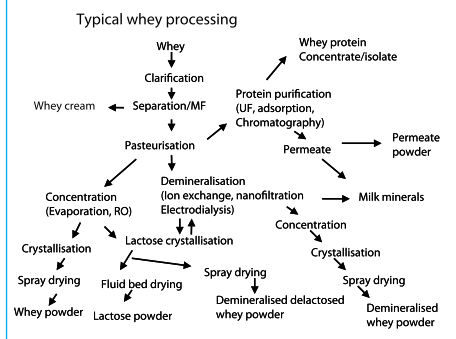 Typical whey processing
Whey
Whey protein
Concentrate/isolate
Clarification
Whey cream
Separation/MF
Protein purification
(UF, adsorption,
Chromatography)
Pasteurisation
Permeate
Permeate
powder
Demineralisation
(Ion exchange, nanofiltration
Electrodialysis)
Milk minerals
Concentration
(Evaporation, RO)
Concentration
Crystallisation
Lactose crystallisation
Crystallisation
Spray drying
Fluid bed drying
Spray drying
Spray drying
Whey powder
Lactose powder
Demineralised delactosed
whey powder
Demineralised
whey powder